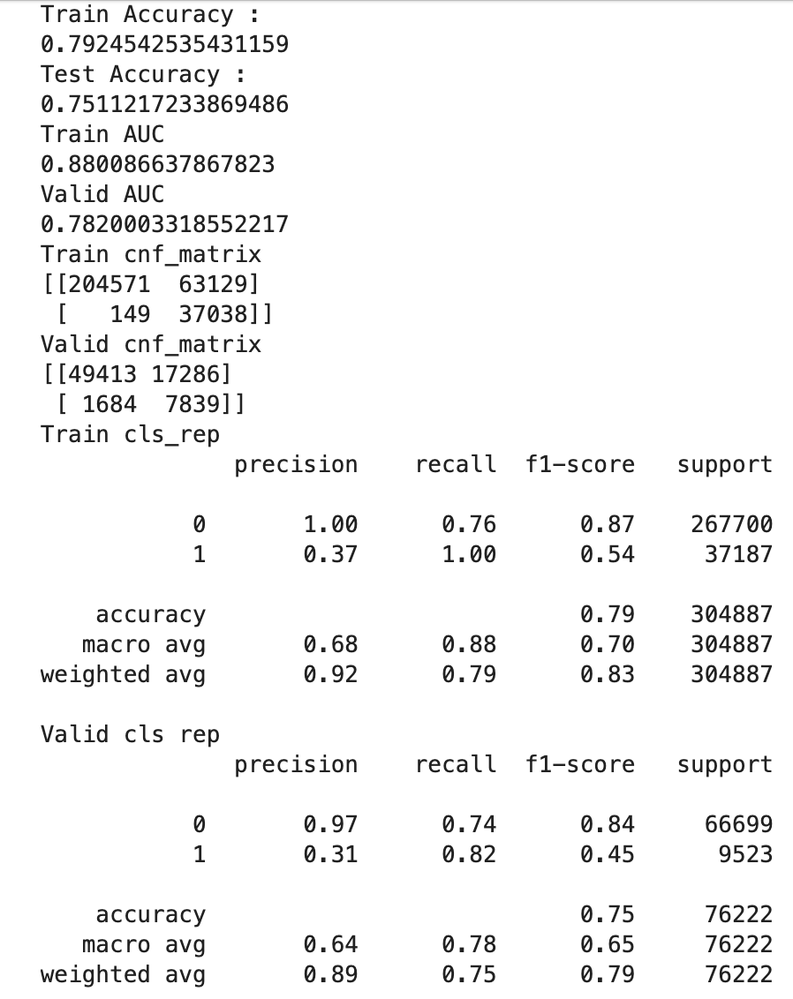 Train Accuracy :
0.7924542535431159
Test Accuracy :
0.7511217233869486
Train AUC
0.880086637867823
Valid AUC
0.7820003318552217
Train cnf_matrix
[[204571  63129]
 [   149  37038]]
Valid cnf_matrix
[[49413 17286]
 [ 1684  7839]]
Train cls_rep
              precision    recall  f1-score   support
           0       1.00      0.76      0.87    267700
           1       0.37      1.00      0.54     37187
    accuracy                           0.79    304887
   macro avg       0.68      0.88      0.70    304887
weighted avg       0.92      0.79      0.83    304887
Valid cls rep
              precision    recall  f1-score   support
           0       0.97      0.74      0.84     66699
           1       0.31      0.82      0.45      9523
    accuracy                           0.75     76222
   macro avg       0.64      0.78      0.65     76222
weighted avg       0.89      0.75      0.79     76222